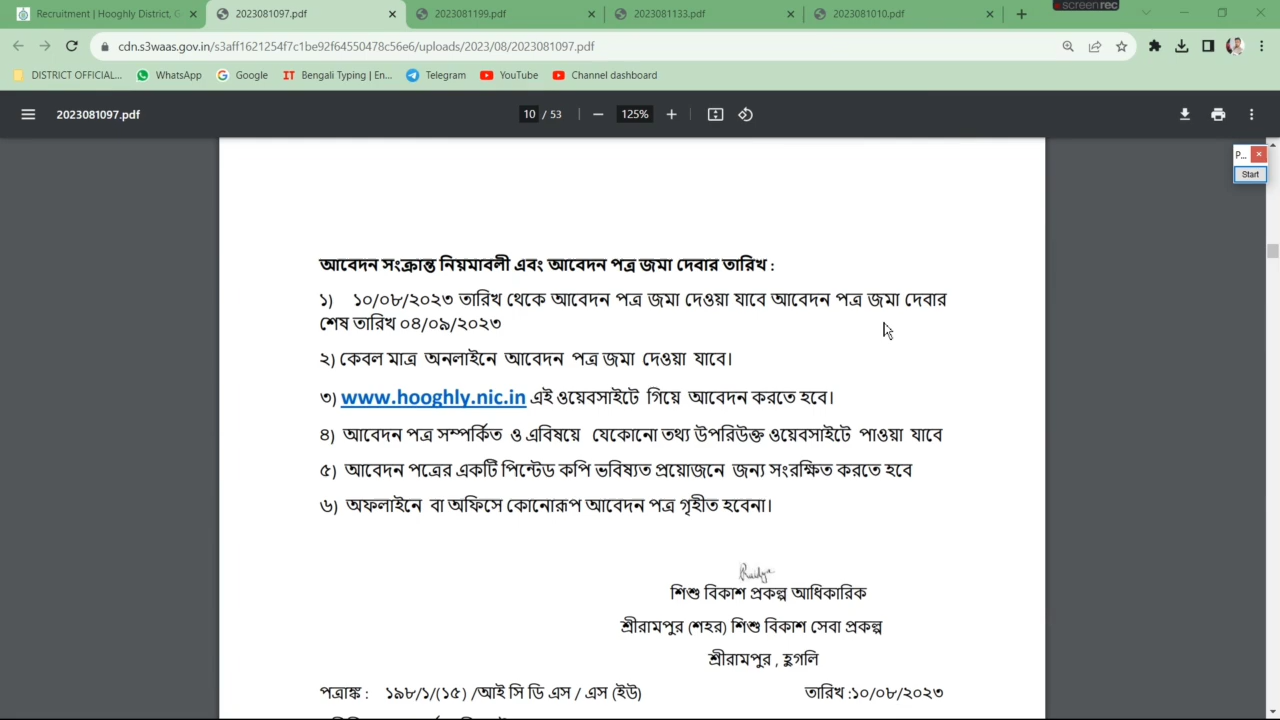 Recruitment | Hooghly District, G
2023081097.pdf
2023081199.pdf
2023081133.pdf
2023081010.pdf
screenrec
cdn.s3waas.gov.in/s3aff1621254f7c1be92f64550478c56e6/uploads/2023/08/2023081097.pdf
DISTRICT OFFICIAL...
WhatsApp
Google
IT Bengali Typing | En...
Telegram
YouTube
Channel dashboard
2023081097.pdf
10 / 53
125%
P...
Start
আবেদন সংক্রান্ত নিয়মাবলী এবং আবেদন পত্র জমা দেবার তারিখ :
১) ১০/০৮/২০২৩ তারিখ থেকে আবেদন পত্র জমা দেওয়া যাবে আবেদন পত্র জমা দেবার
শেষ তারিখ ০৪/০৯/২০২৩
২) কেবল মাত্র অনলাইনে আবেদন পত্র জমা দেওয়া যাবে।
৩) www.hooghly.nic.in এই ওয়েবসাইটে গিয়ে আবেদন করতে হবে।
৪) আবেদন পত্র সম্পর্কিত ও এবিষয়ে যেকোনো তথ্য উপরিউক্ত ওয়েবসাইটে পাওয়া যাবে
৫) আবেদন পত্রের একটি পিন্টেড কপি ভবিষ্যত প্রয়োজনে জন্য সংরক্ষিত করতে হবে
৬) অফলাইনে বা অফিসে কোনোরূপ আবেদন পত্র গৃহীত হবেনা।
শিশু বিকাশ প্রকল্প আধিকারিক
শ্রীরামপুর (শহর) শিশু বিকাশ সেবা প্রকল্প
শ্রীরামপুর , হুগলি
পত্রাঙ্ক : ১৯৮/১/(১৫) /আই সি ডি এস / এস (ইউ)
তারিখ :১০/০৮/২০২৩